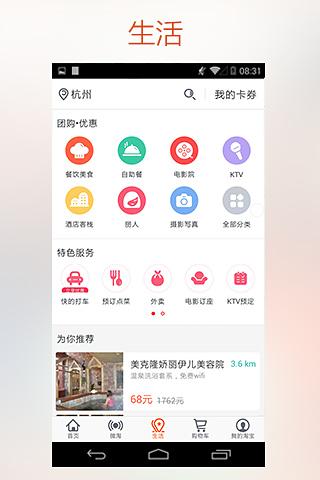 生活
08:31
杭州
我的卡券
团购•优惠
餐饮美食 自助餐 电影院 KTV
酒店客栈 丽人 摄影写真 全部分类
特色服务
快的打车 预订点菜 外卖 电影订座 KTV预定
为你推荐
美克隆娇丽伊儿美容院 3.6 km
温泉洗浴套系，免费wifi
68元 1762元
首页 微淘 生活 购物车 我的淘宝